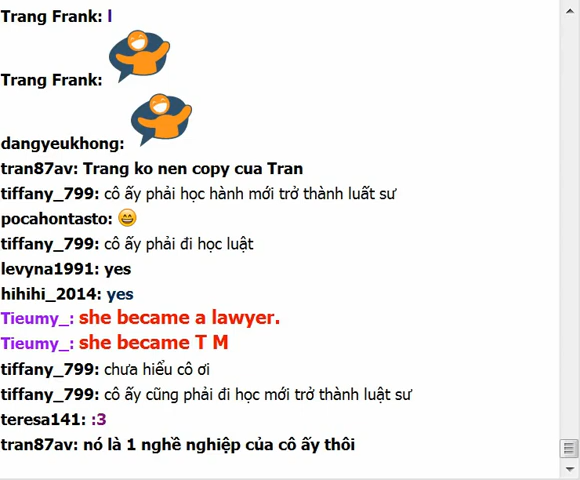 Trang Frank: l
Trang Frank:
dangyeukhong:
tran87av: Trang ko nen copy cua Tran
tiffany_799: cô ấy phải học hành mới trở thành luất sư
pocahontasto:
tiffany_799: cô ấy phải đi học luật
levyna1991: yes
hihihi_2014: yes
Tieumy_: she became a lawyer.
Tieumy_: she became T M
tiffany_799: chưa hiểu cô ơi
tiffany_799: cô ấy cũng phải đi học mới trở thành luật sư
teresa141: :3
tran87av: nó là 1 nghề nghiệp của cô ấy thôi